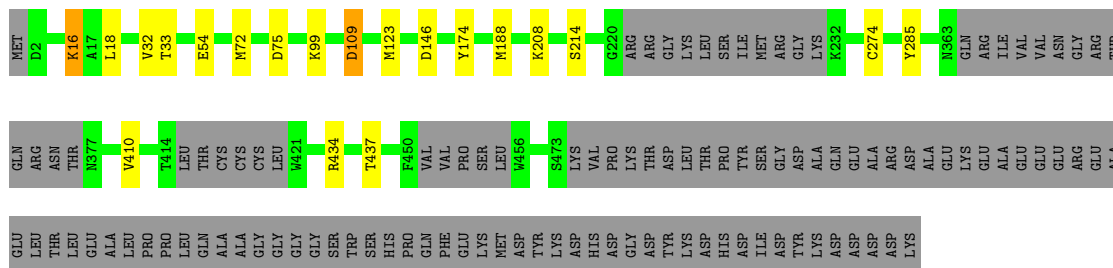 MET D2 K16 A17 L18 V32 T33 E54 M72 D75 K99 D109 M123 D146 Y174 M188 K208 S214 G220 ARG ARG GLY LYS LEU SER ILE MET ARG GLY LYS K232 C274 Y285 N363 GLN ARG ILE VAL VAL ASN GLY ARG THR
GLN ARG ASN THR N377 V410 T414 LEU THR CYS CYS CYS LEU W421 R434 T437 F450 VAL VAL PRO SER LEU W456 S473 LYS VAL PRO LYS THR ASP LEU THR PRO TYR SER GLY ASP ALA GLN GLU ALA ARG ASP ALA GLU LYS GLU ALA GLU GLU GLU ARG GLU ALA
GLU LEU THR LEU GLU ALA LEU PRO PRO LEU GLN ALA ALA GLY GLY GLY GLY SER TRP SER HIS PRO GLN PHE GLU LYS MET ASP TYR LYS ASP HIS ASP GLY ASP TYR LYS ASP HIS ASP ILE ASP TYR LYS ASP ASP ASP ASP LYS